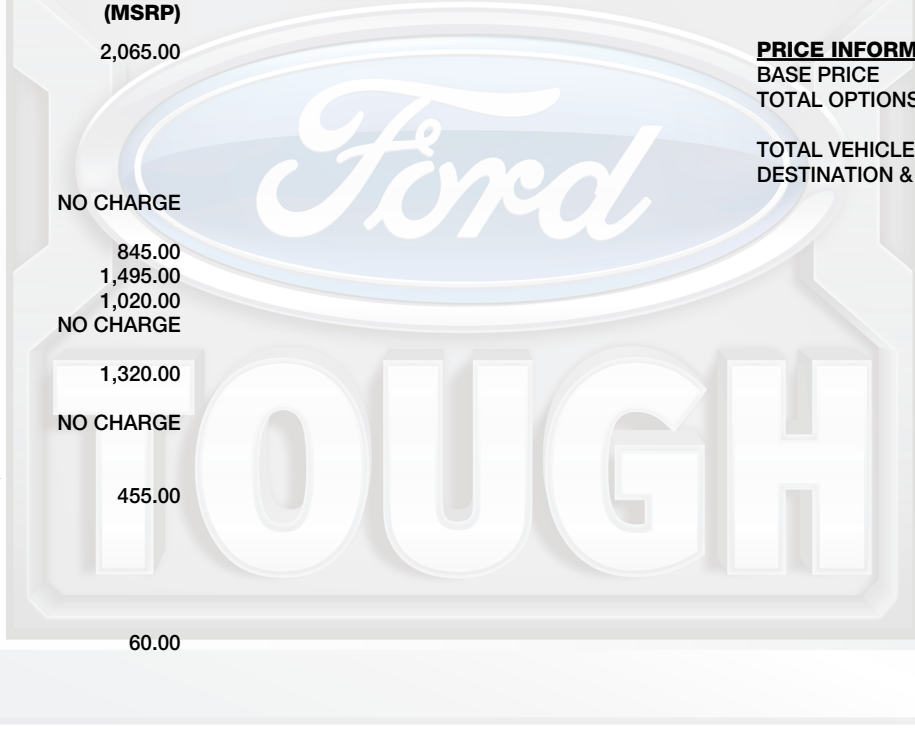 (MSRP)
2,065.00
NO CHARGE
845.00
1,495.00
1,020.00
NO CHARGE
1,320.00
NO CHARGE
455.00
60.00
PRICE INFORM
BASE PRICE
TOTAL OPTIONS
TOTAL VEHICLE
DESTINATION &
Ford
TOUGH